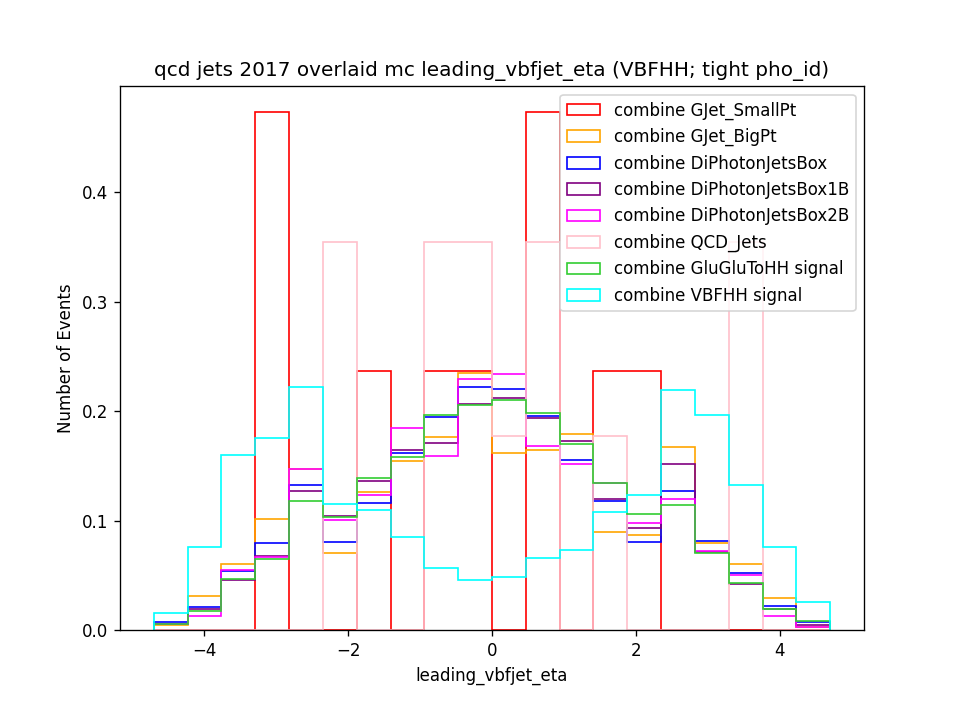 qcd jets 2017 overlaid mc leading_vbfjet_eta (VBFHH; tight pho_id)
combine GJet_SmallPt
combine GJet_BigPt
combine DiPhotonJetsBox
combine DiPhotonJetsBox1B
combine DiPhotonJetsBox2B
combine QCD_Jets
combine GluGluToHH signal
combine VBFHH signal
Number of Events
0.4
0.3
0.2
0.1
0.0
−4 −2 0 2 4
leading_vbfjet_eta